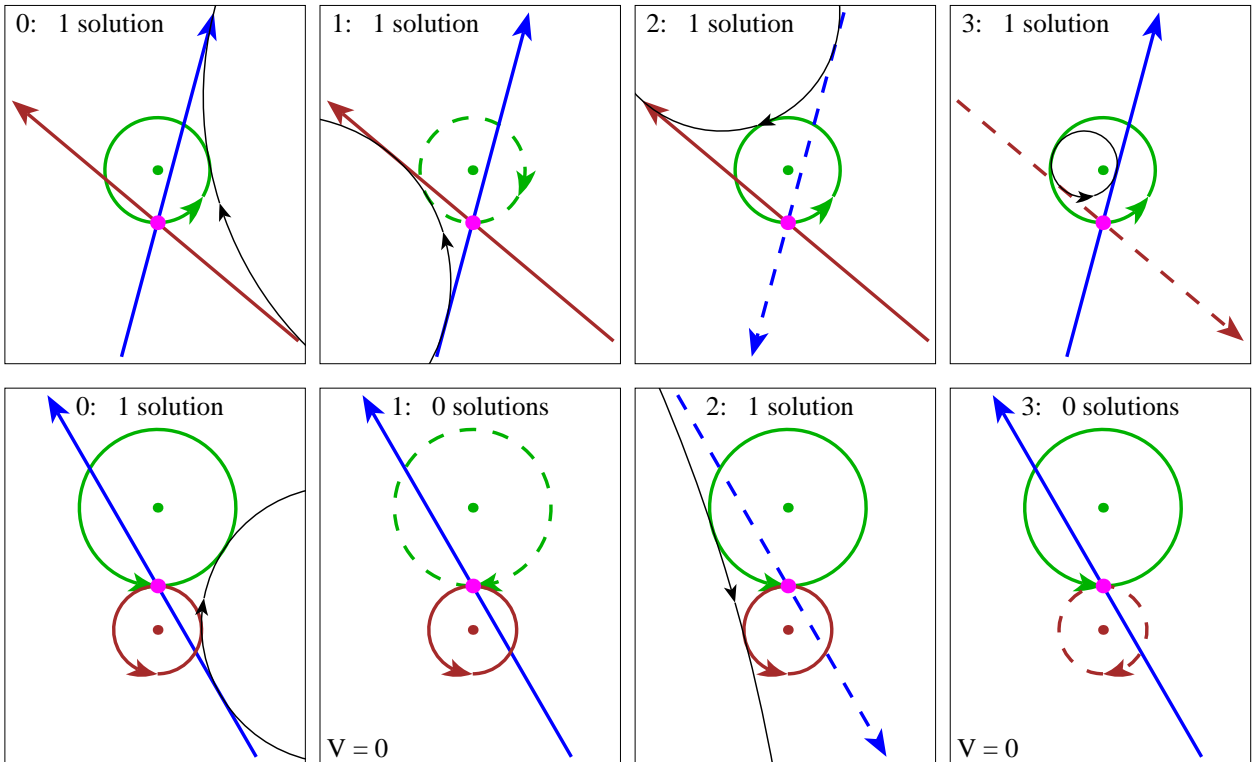 0: 1 solution
1: 1 solution
2: 1 solution
3: 1 solution
0: 1 solution
1: 0 solutions
V = 0
2: 1 solution
3: 0 solutions
V = 0